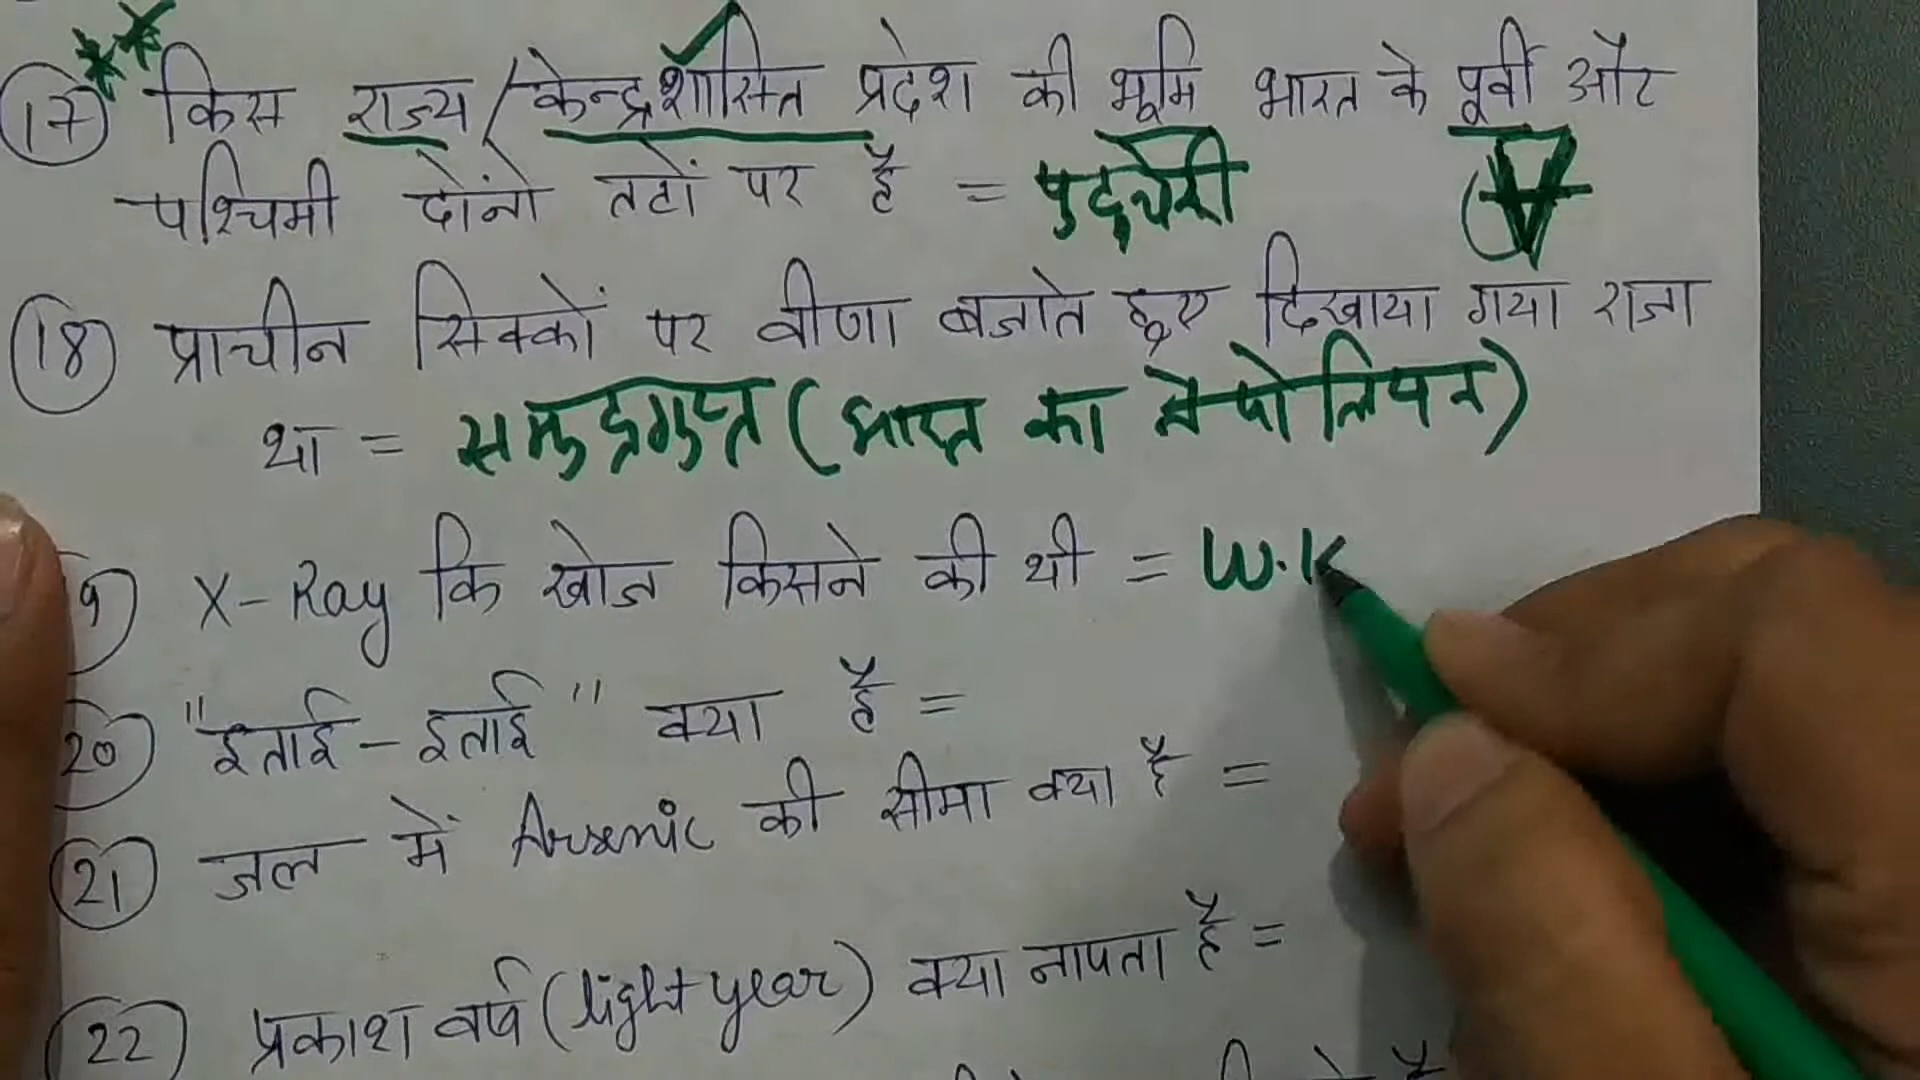 17 किस राज्य/केन्द्रशासित प्रदेश की भूमि भारत के पूर्वी और
पश्चिमी दोंनो तटों पर है = पुदुचेरी
18 प्राचीन सिक्कों पर वीणा बजाते हूए दिखाया गया राजा
था = समुद्रगुप्त (भारत का नेपोलियन)
9 X-Ray कि खोज किसने की थी = W.K
20 "इताई-इताई" क्या है =
21 जल में Arsenic की सीमा क्या है =
22 प्रकाश वर्ष (light year) क्या नापता है =